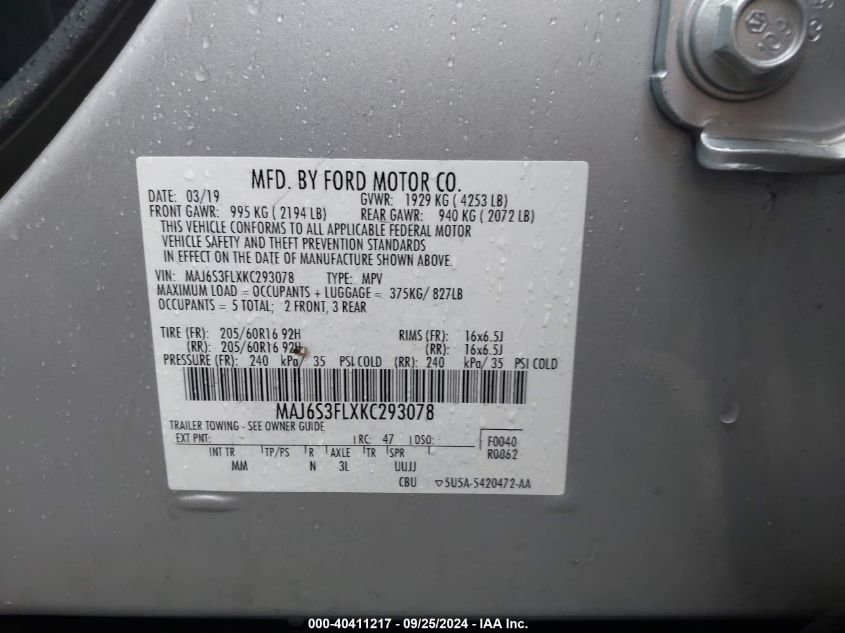 10.9
MFD. BY FORD MOTOR CO.
DATE: 03/19 GVWR: 1929 KG ( 4253 LB)
FRONT GAWR: 995 KG ( 2194 LB) REAR GAWR: 940 KG ( 2072 LB)
THIS VEHICLE CONFORMS TO ALL APPLICABLE FEDERAL MOTOR
VEHICLE SAFETY AND THEFT PREVENTION STANDARDS
IN EFFECT ON THE DATE OF MANUFACTURE SHOWN ABOVE.
VIN: MAJ6S3FLXKC293078 TYPE: MPV
MAXIMUM LOAD = OCCUPANTS + LUGGAGE = 375KG/ 827LB
OCCUPANTS = 5 TOTAL; 2 FRONT, 3 REAR
TIRE (FR): 205/60R16 92H RIMS (FR): 16x6.5J
(RR): 205/60R16 92H (RR): 16x6.5J
PRESSURE (FR): 240 kPa/ 35 PSI COLD (RR): 240 kPa/ 35 PSI COLD
MAJ6S3FLXKC293078
TRAILER TOWING - SEE OWNER GUIDE
EXT PNT: RC: 47 DSO: F0040
R0062
INT TR TP/PS R AXLE TR SPR
MM N 3L UUJJ
CBU ▽5U5A-5420472-AA
000-40411217 - 09/25/2024 - IAA Inc.